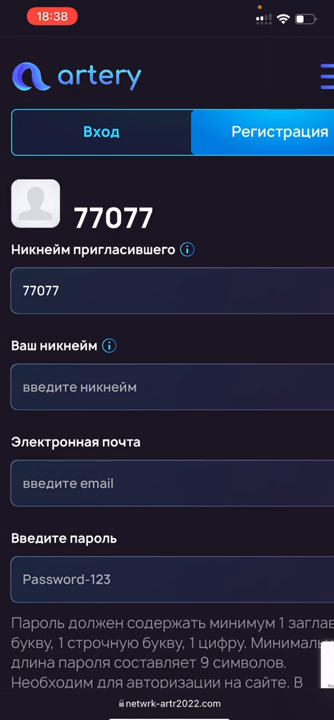 18:38
artery
Вход
Регистрация
77077
Никнейм пригласившего
77077
Ваш никнейм
введите никнейм
Электронная почта
введите email
Введите пароль
Password-123
Пароль должен содержать минимум 1 заглав
букву, 1 строчную букву, 1 цифру. Минималь
длина пароля составляет 9 символов.
Необходим для авторизации на сайте. В
netwrk-artr2022.com